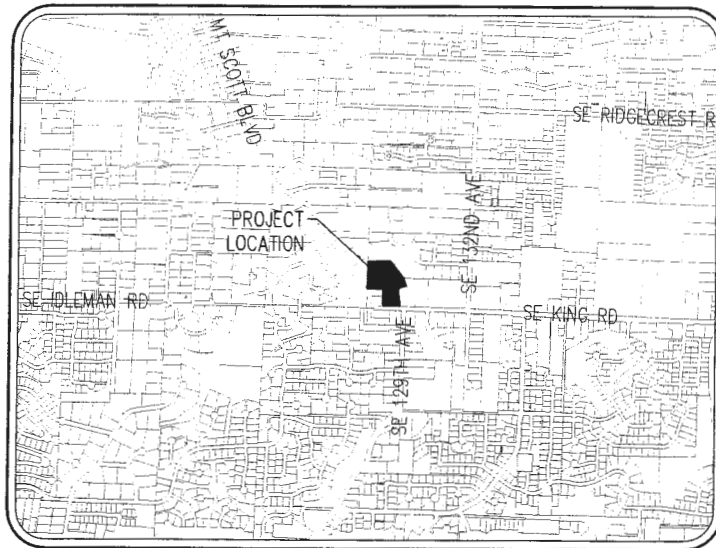 MT SCOTT BLVD
SE RIDGECREST R
PROJECT
LOCATION
SE 132ND AVE
SE IDLEMAN RD
SE KING RD
SE 129TH AVE